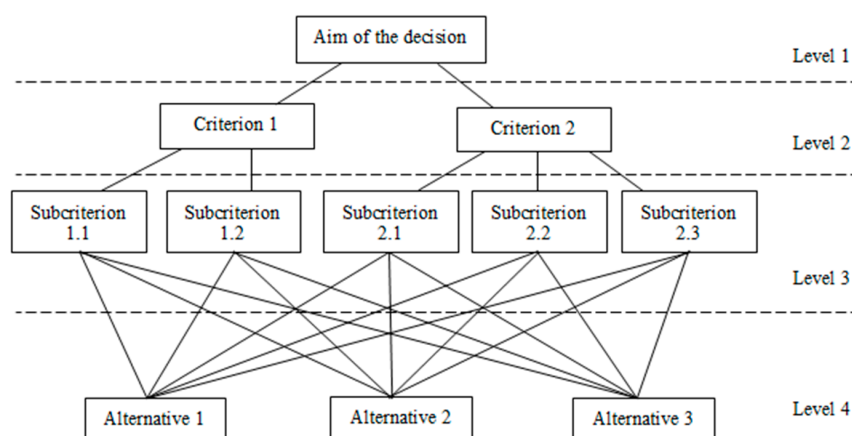 Aim of the decision
Level 1
Criterion 1
Criterion 2
Level 2
Subcriterion
1.1
Subcriterion
1.2
Subcriterion
2.1
Subcriterion
2.2
Subcriterion
2.3
Level 3
Alternative 1
Alternative 2
Alternative 3
Level 4